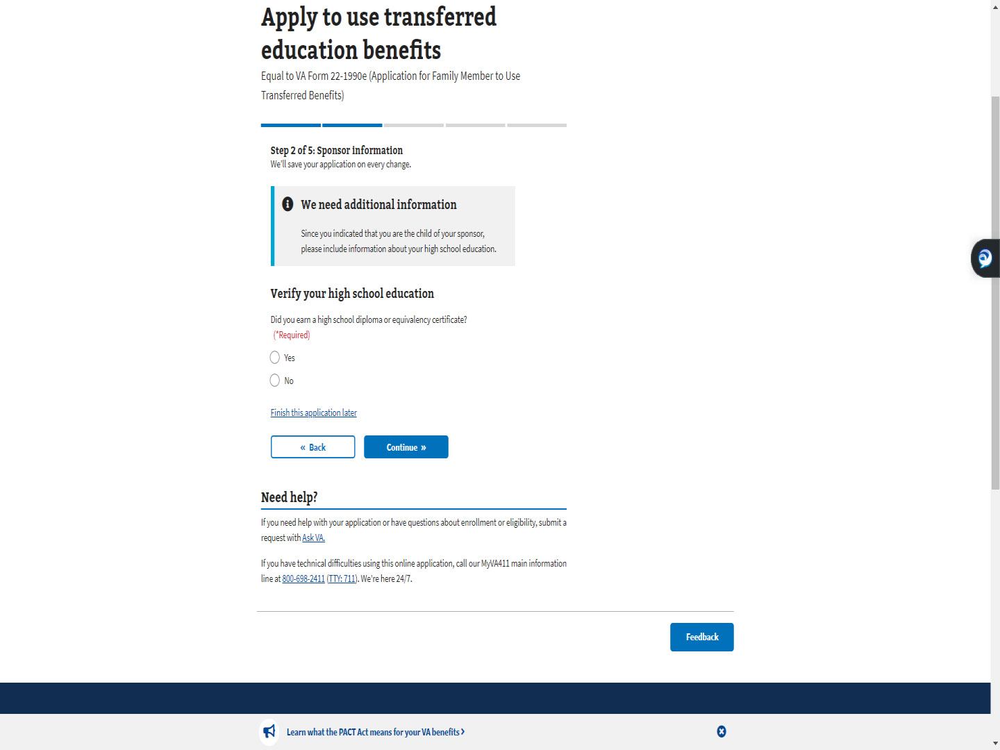 Apply to use transferred
education benefits
Equal to VA Form 22-1990e (Application for Family Member to Use
Transferred Benefits)
Step 2 of 5: Sponsor information
We'll save your application on every change.
We need additional information
Since you indicated that you are the child of your sponsor,
please include information about your high school education.
Verify your high school education
Did you earn a high school diploma or equivalency certificate?
(*Required)
Yes
No
Finish this application later
« Back
Continue »
Need help?
If you need help with your application or have questions about enrollment or eligibility, submit a
request with Ask VA.
If you have technical difficulties using this online application, call our MyVA411 main information
line at 800-698-2411 (TTY: 711). We're here 24/7.
Feedback
Learn what the PACT Act means for your VA benefits